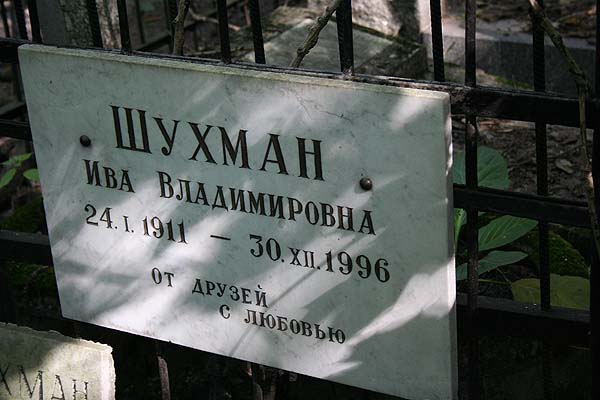 ШУХМАН
ИВА ВЛАДИМИРОВНА
24.I.1911 — 30.XII.1996
ОТ ДРУЗЕЙ
С ЛЮБОВЬЮ